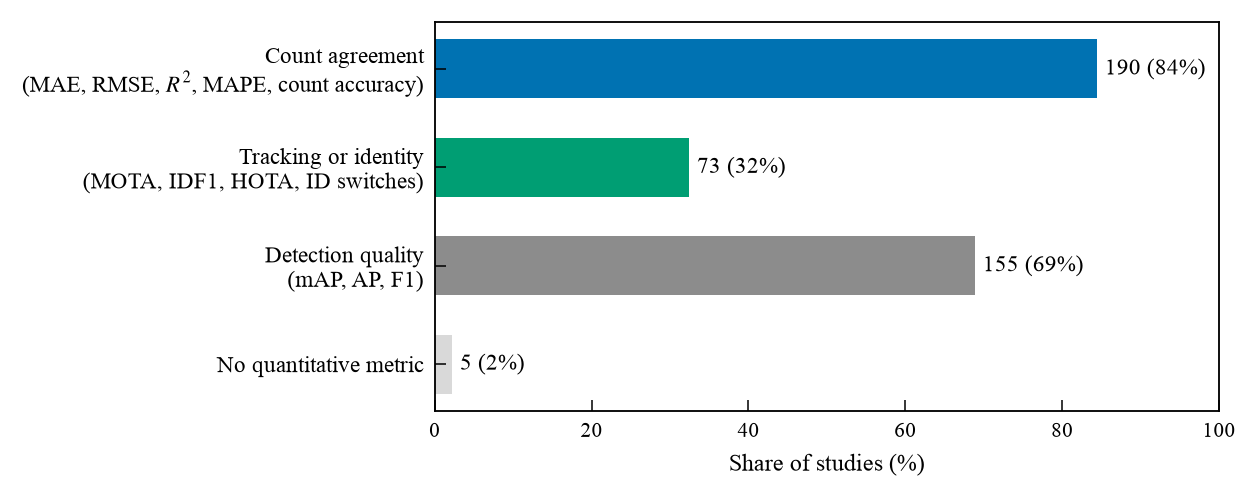 Count agreement
(MAE, RMSE, R², MAPE, count accuracy)
190 (84%)
Tracking or identity
(MOTA, IDF1, HOTA, ID switches)
73 (32%)
Detection quality
(mAP, AP, F1)
155 (69%)
No quantitative metric
5 (2%)
0 20 40 60 80 100
Share of studies (%)